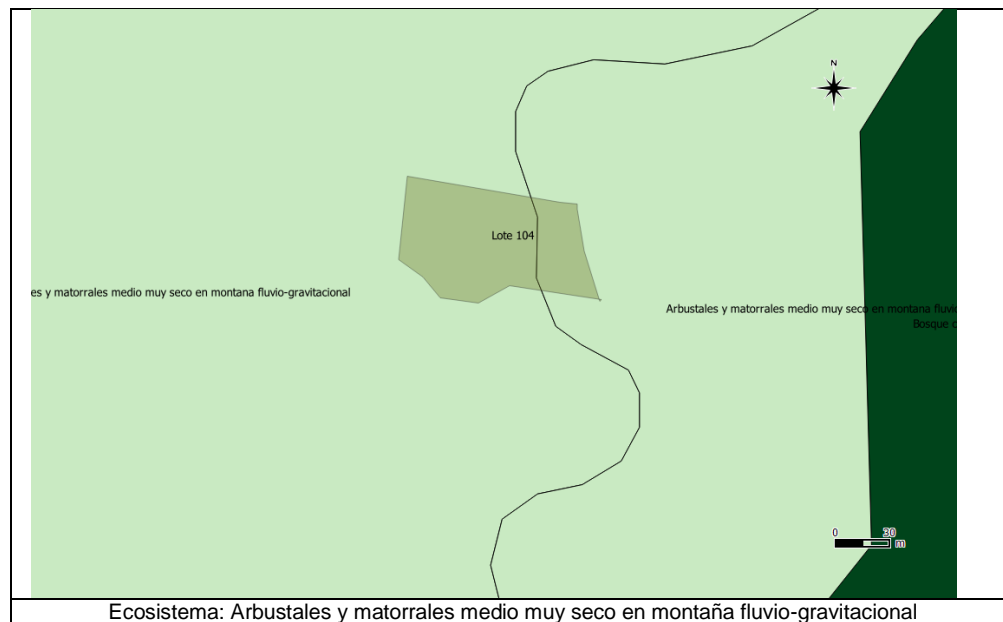 N
Lote 104
es y matorrales medio muy seco en montana fluvio-gravitacional
Arbustales y matorrales medio muy seco en montana fluvio
Bosque
0 30 m
Ecosistema: Arbustales y matorrales medio muy seco en montaña fluvio-gravitacional